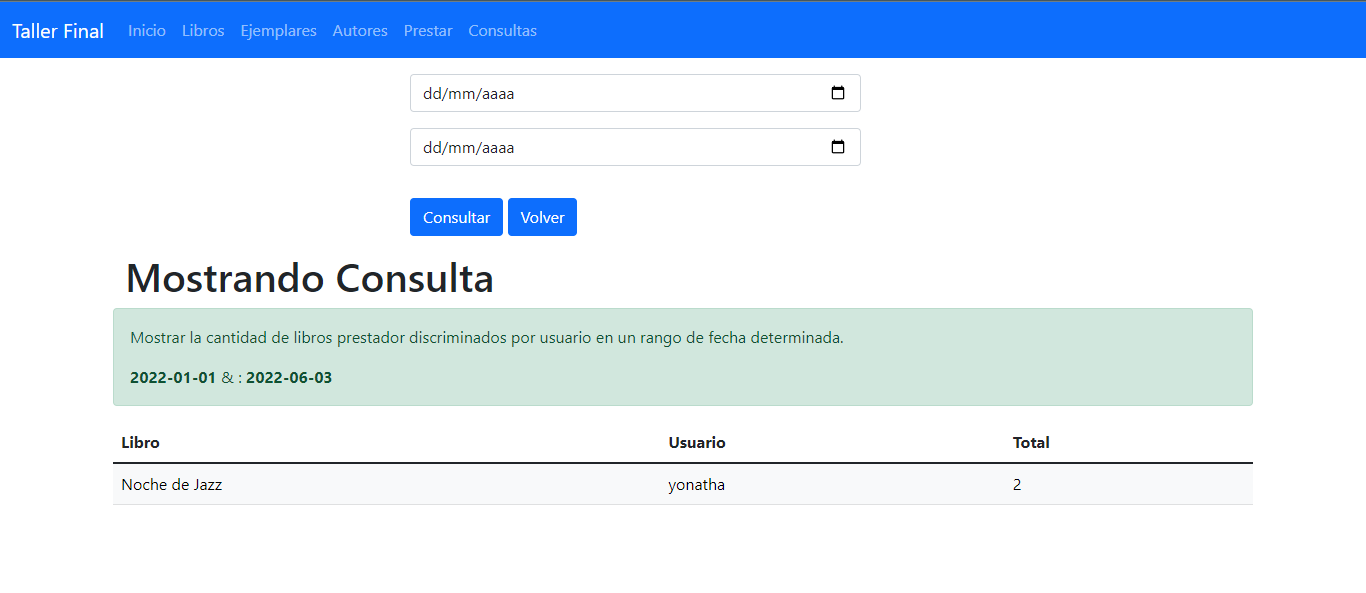 Taller Final Inicio Libros Ejemplares Autores Prestar Consultas
dd/mm/aaaa
dd/mm/aaaa
Consultar Volver
Mostrando Consulta
Mostrar la cantidad de libros prestador discriminados por usuario en un rango de fecha determinada.
2022-01-01 & : 2022-06-03
Libro Usuario Total
Noche de Jazz yonatha 2